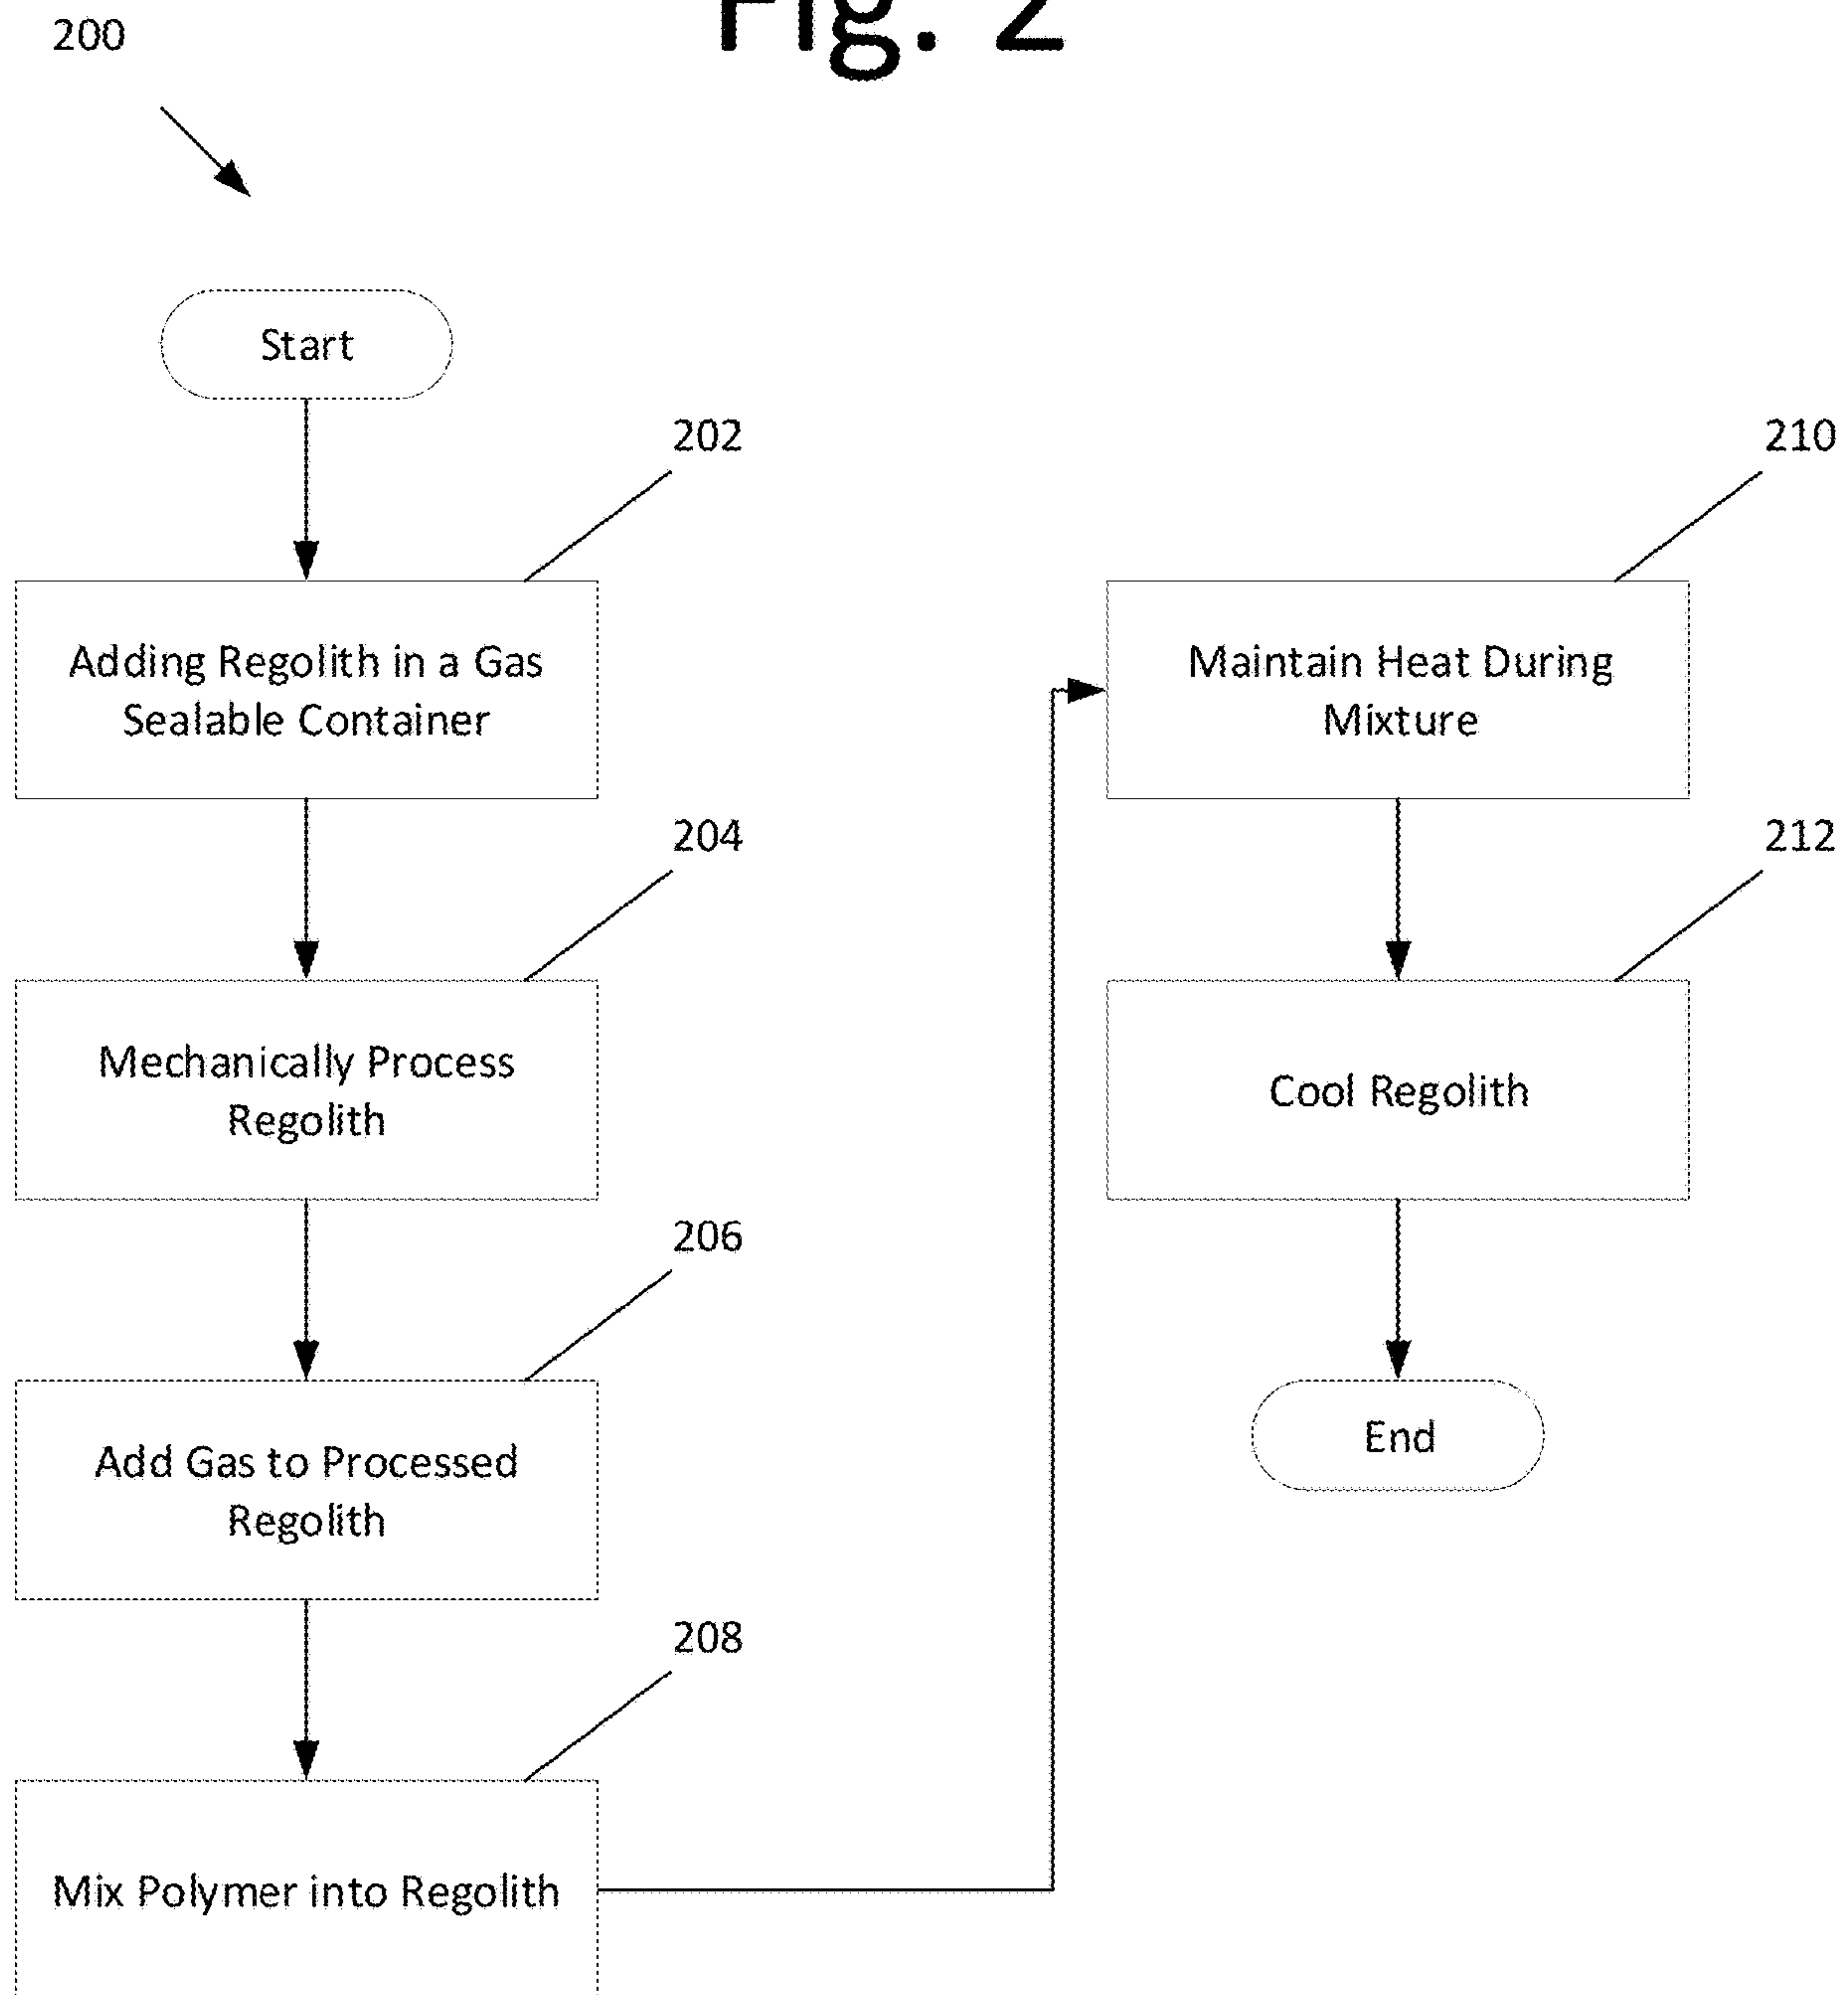 Fig. 2
200
Start
202
Adding Regolith in a Gas
Sealable Container
204
Mechanically Process
Regolith
206
Add Gas to Processed
Regolith
208
Mix Polymer into Regolith
210
Maintain Heat During
Mixture
212
Cool Regolith
End